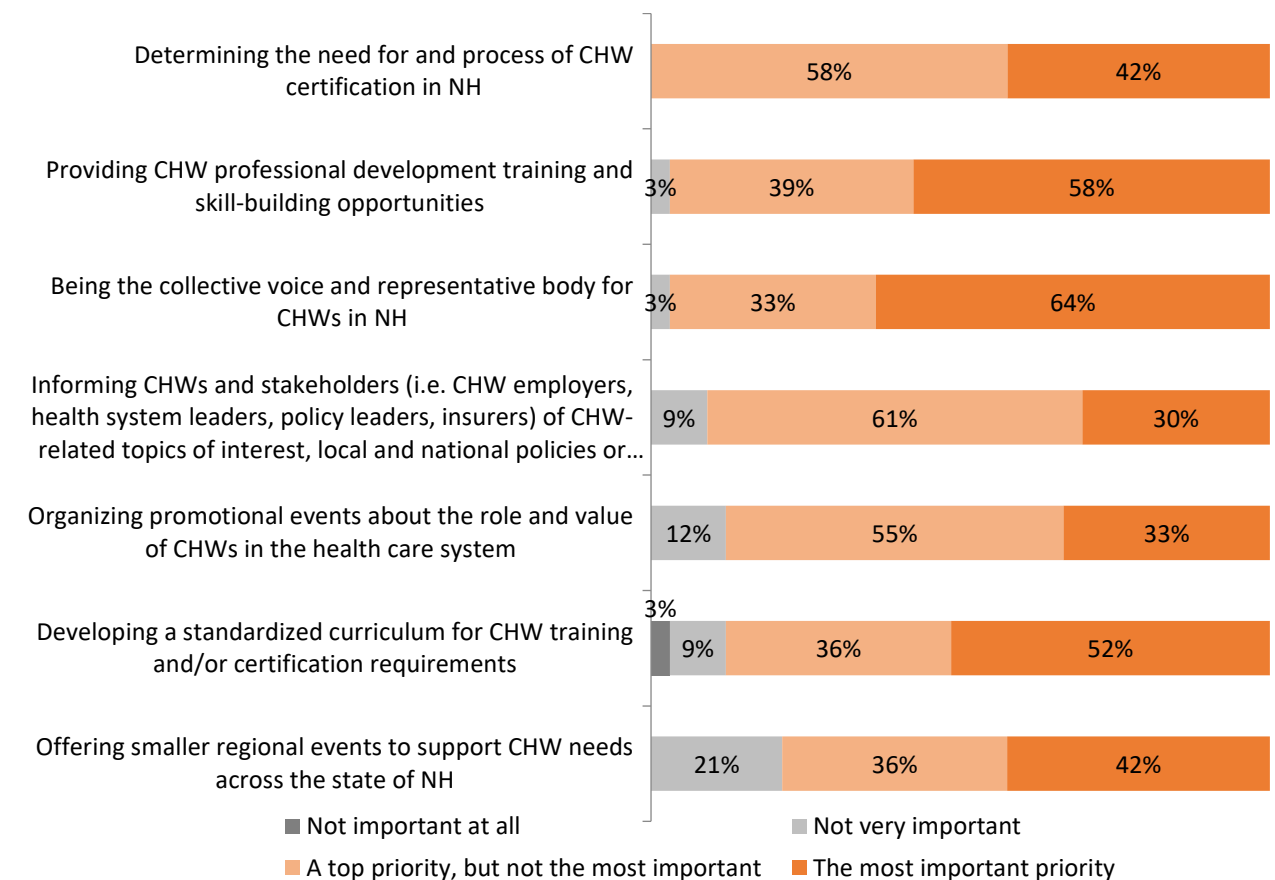 Determining the need for and process of CHW
certification in NH
58% 42%
Providing CHW professional development training and
skill-building opportunities
3% 39% 58%
Being the collective voice and representative body for
CHWs in NH
3% 33% 64%
Informing CHWs and stakeholders (i.e. CHW employers,
health system leaders, policy leaders, insurers) of CHW-
related topics of interest, local and national policies or…
9% 61% 30%
Organizing promotional events about the role and value
of CHWs in the health care system
12% 55% 33%
Developing a standardized curriculum for CHW training
and/or certification requirements
3%
9% 36% 52%
Offering smaller regional events to support CHW needs
across the state of NH
21% 36% 42%
Not important at all
Not very important
A top priority, but not the most important
The most important priority